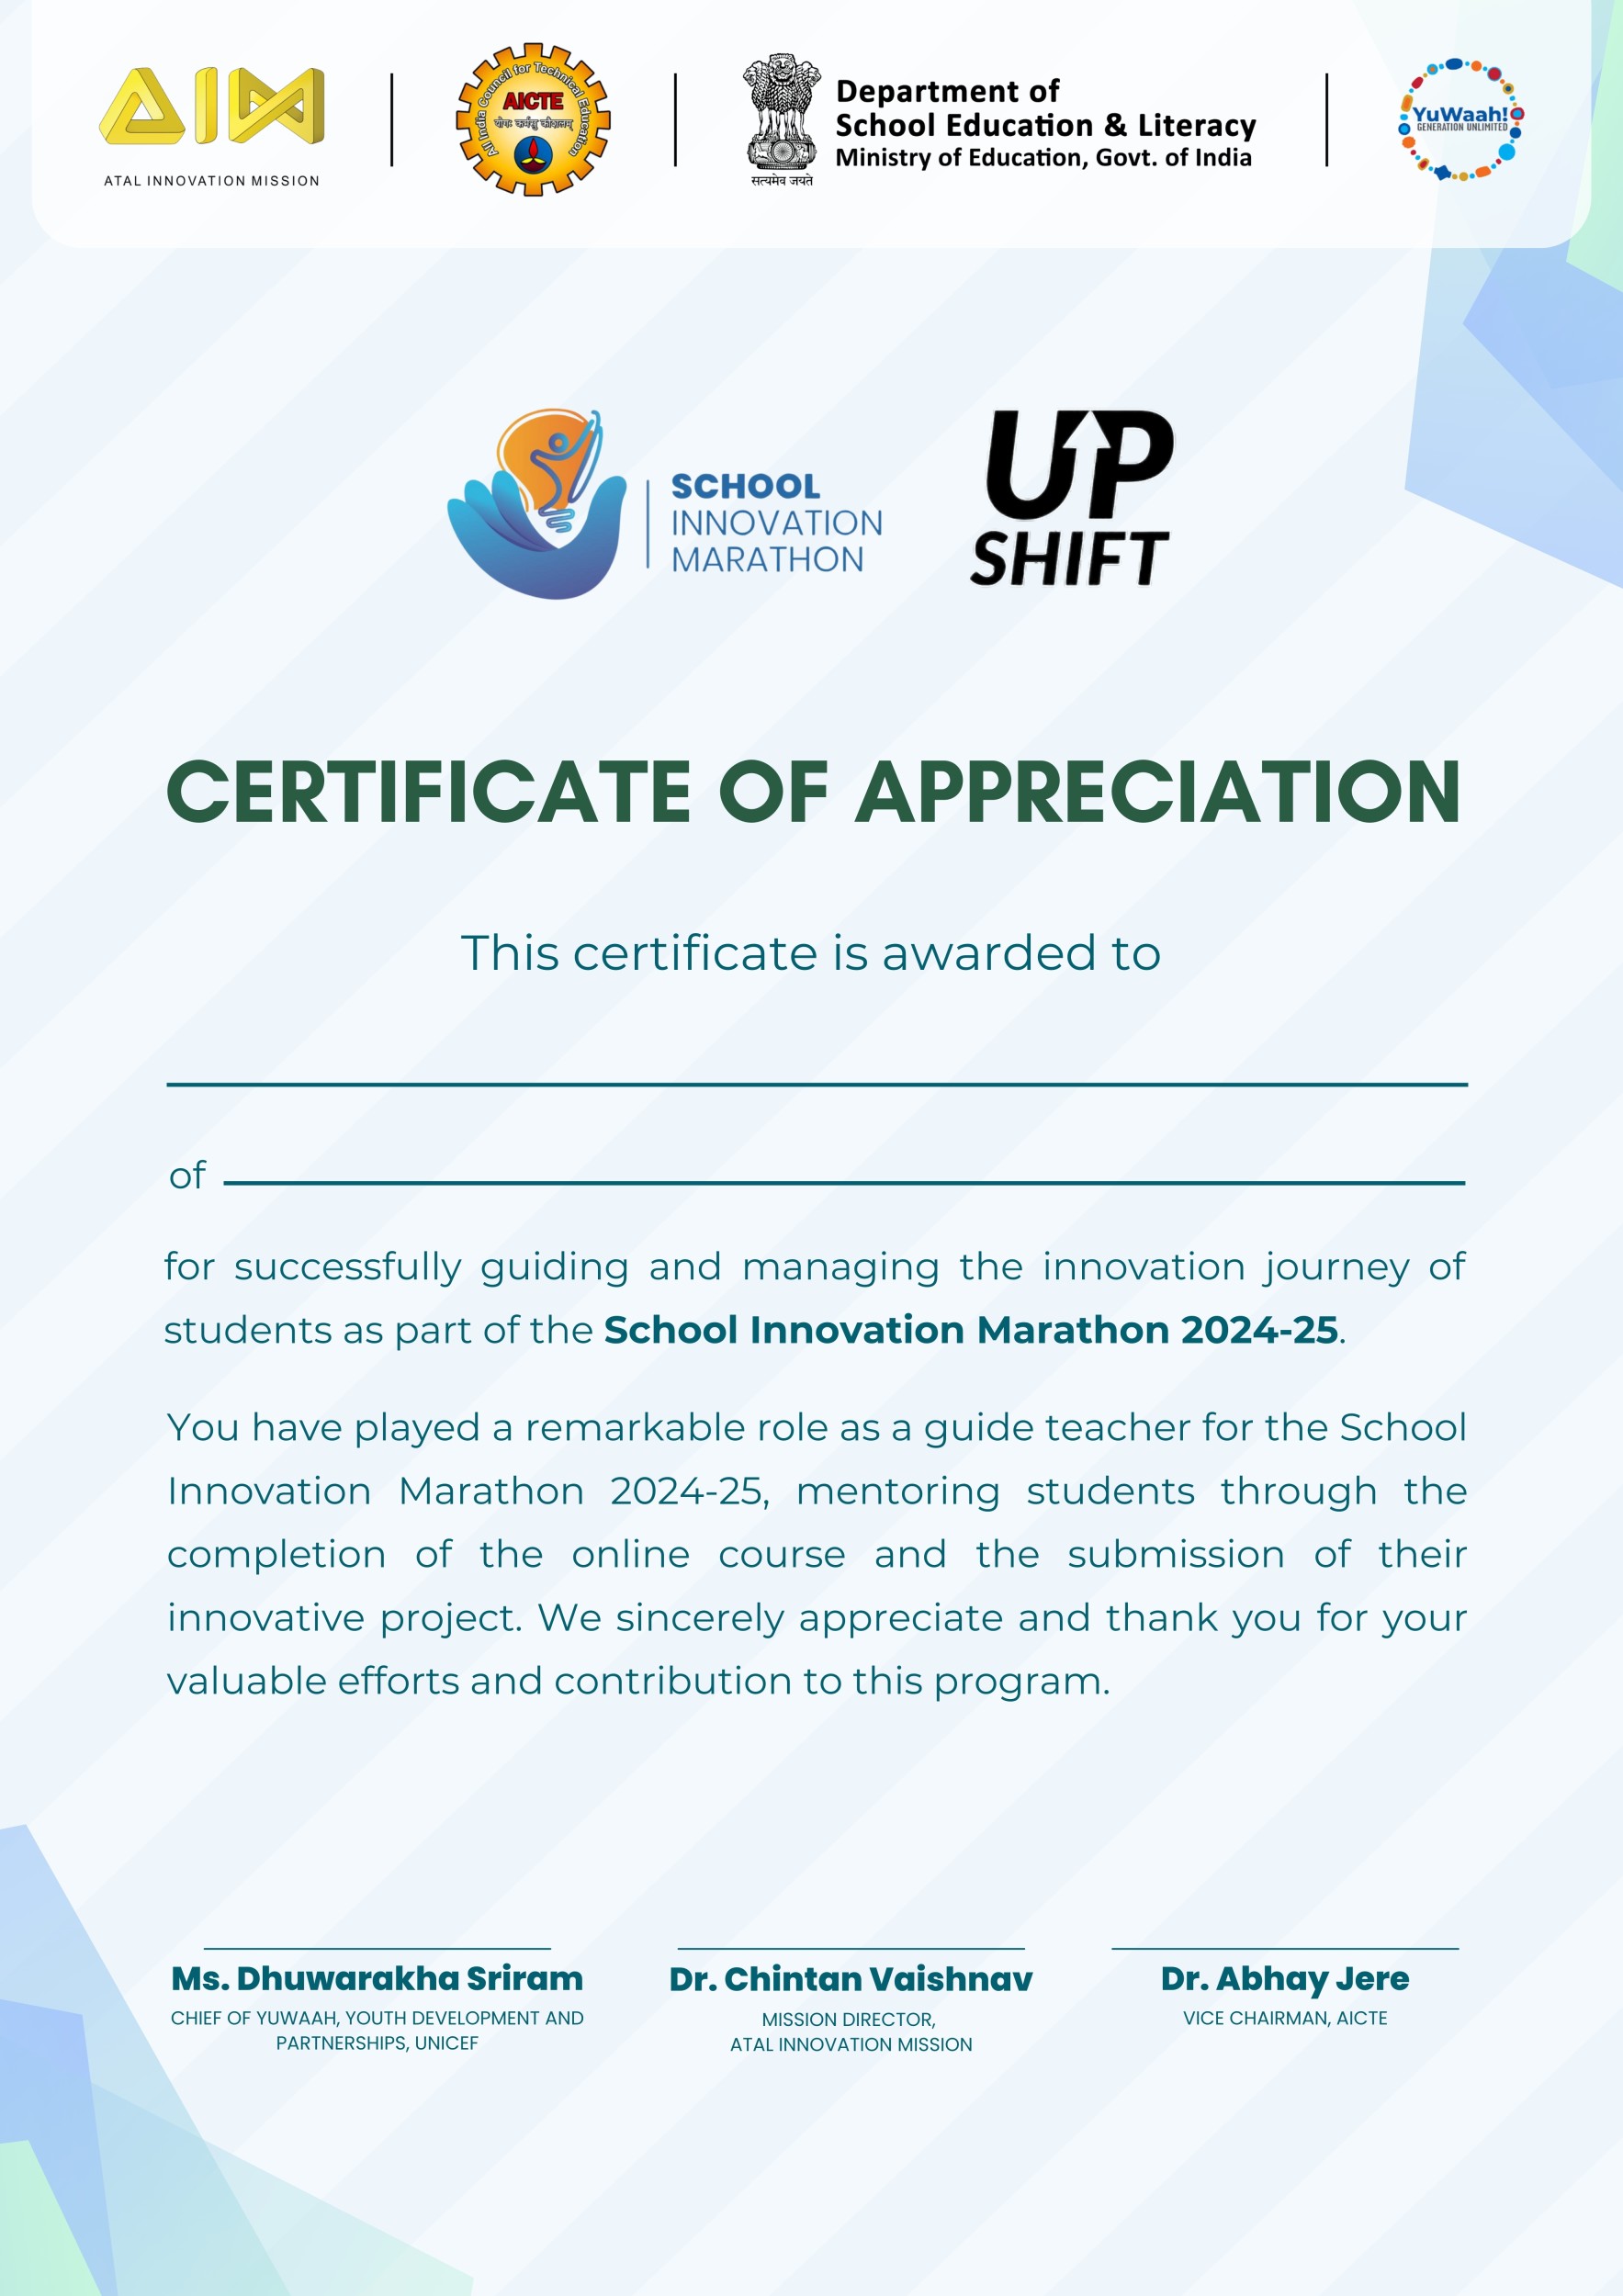 AIM
ATAL INNOVATION MISSION
All India Council for Technical Education
AICTE
योगः कर्मसु कौशलम्
सत्यमेव जयते
Department of
School Education & Literacy
Ministry of Education, Govt. of India
YuWaah!
GENERATION UNLIMITED
SCHOOL
INNOVATION
MARATHON
UP
SHIFT
CERTIFICATE OF APPRECIATION
This certificate is awarded to
of
for successfully guiding and managing the innovation journey of
students as part of the School Innovation Marathon 2024-25.
You have played a remarkable role as a guide teacher for the School
Innovation Marathon 2024-25, mentoring students through the
completion of the online course and the submission of their
innovative project. We sincerely appreciate and thank you for your
valuable efforts and contribution to this program.
Ms. Dhuwarakha Sriram
CHIEF OF YUWAAH, YOUTH DEVELOPMENT AND
PARTNERSHIPS, UNICEF
Dr. Chintan Vaishnav
MISSION DIRECTOR,
ATAL INNOVATION MISSION
Dr. Abhay Jere
VICE CHAIRMAN, AICTE